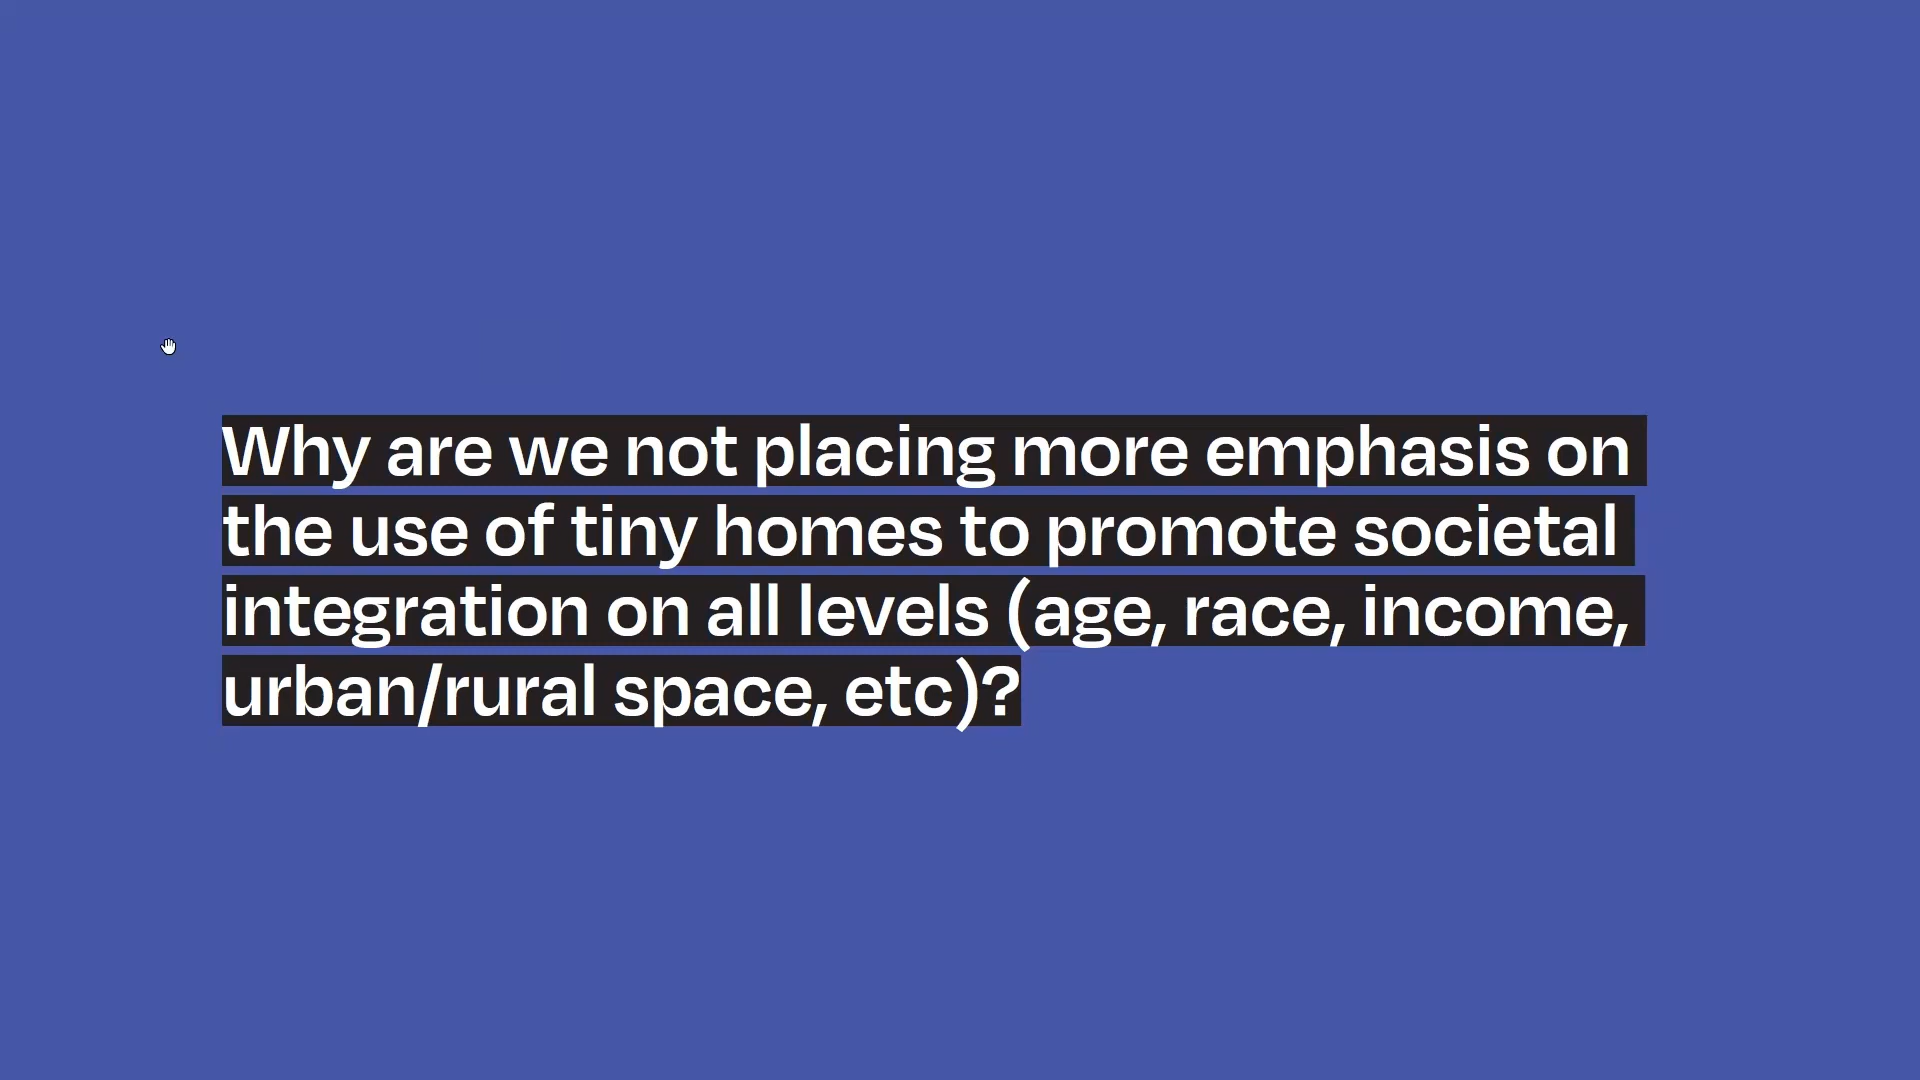 Why are we not placing more emphasis on
the use of tiny homes to promote societal
integration on all levels (age, race, income,
urban/rural space, etc)?